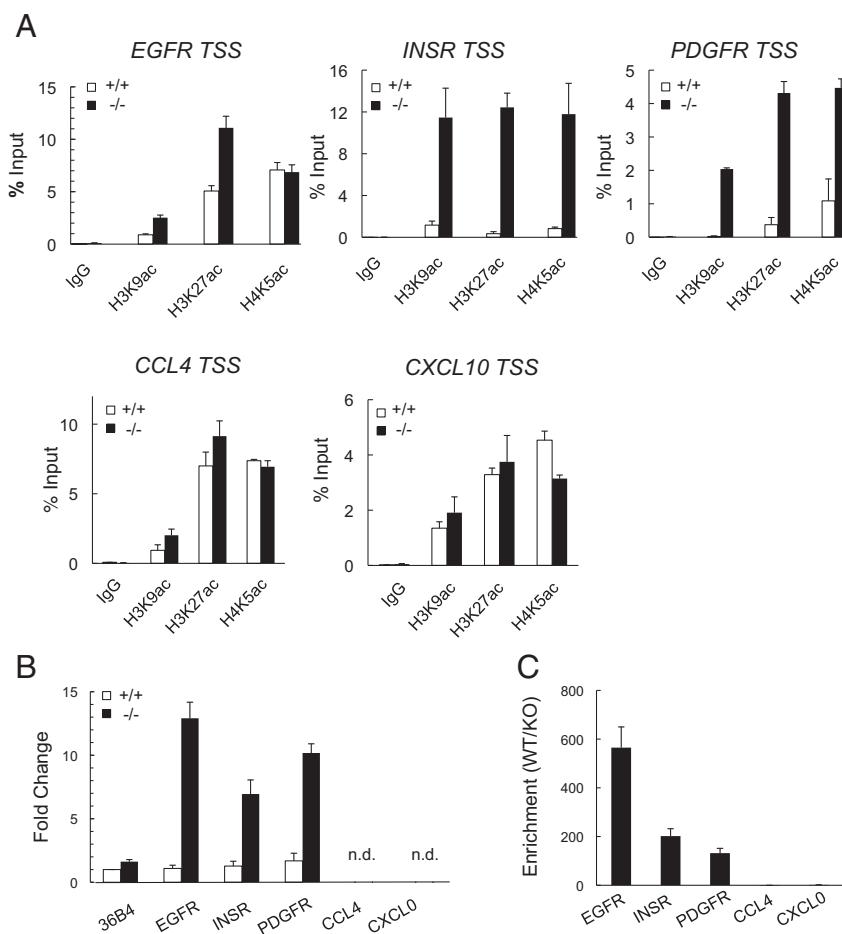 A
EGFR TSS
+/+
-/-
% Input
15
10
5
0
IgG
H3K9ac
H3K27ac
H4K5ac
INSR TSS
+/+
-/-
% Input
16
12
8
4
0
IgG
H3K9ac
H3K27ac
H4K5ac
PDGFR TSS
+/+
-/-
% Input
5
4
3
2
1
0
IgG
H3K9ac
H3K27ac
H4K5ac
CCL4 TSS
+/+
-/-
% Input
10
5
0
IgG
H3K9ac
H3K27ac
H4K5ac
CXCL10 TSS
+/+
-/-
% Input
6
4
2
0
IgG
H3K9ac
H3K27ac
H4K5ac
B
+/+
-/-
Fold Change
15
10
5
0
n.d.
n.d.
36B4
EGFR
INSR
PDGFR
CCL4
CXCL0
C
Enrichment (WT/KO)
800
600
400
200
0
EGFR
INSR
PDGFR
CCL4
CXCL0